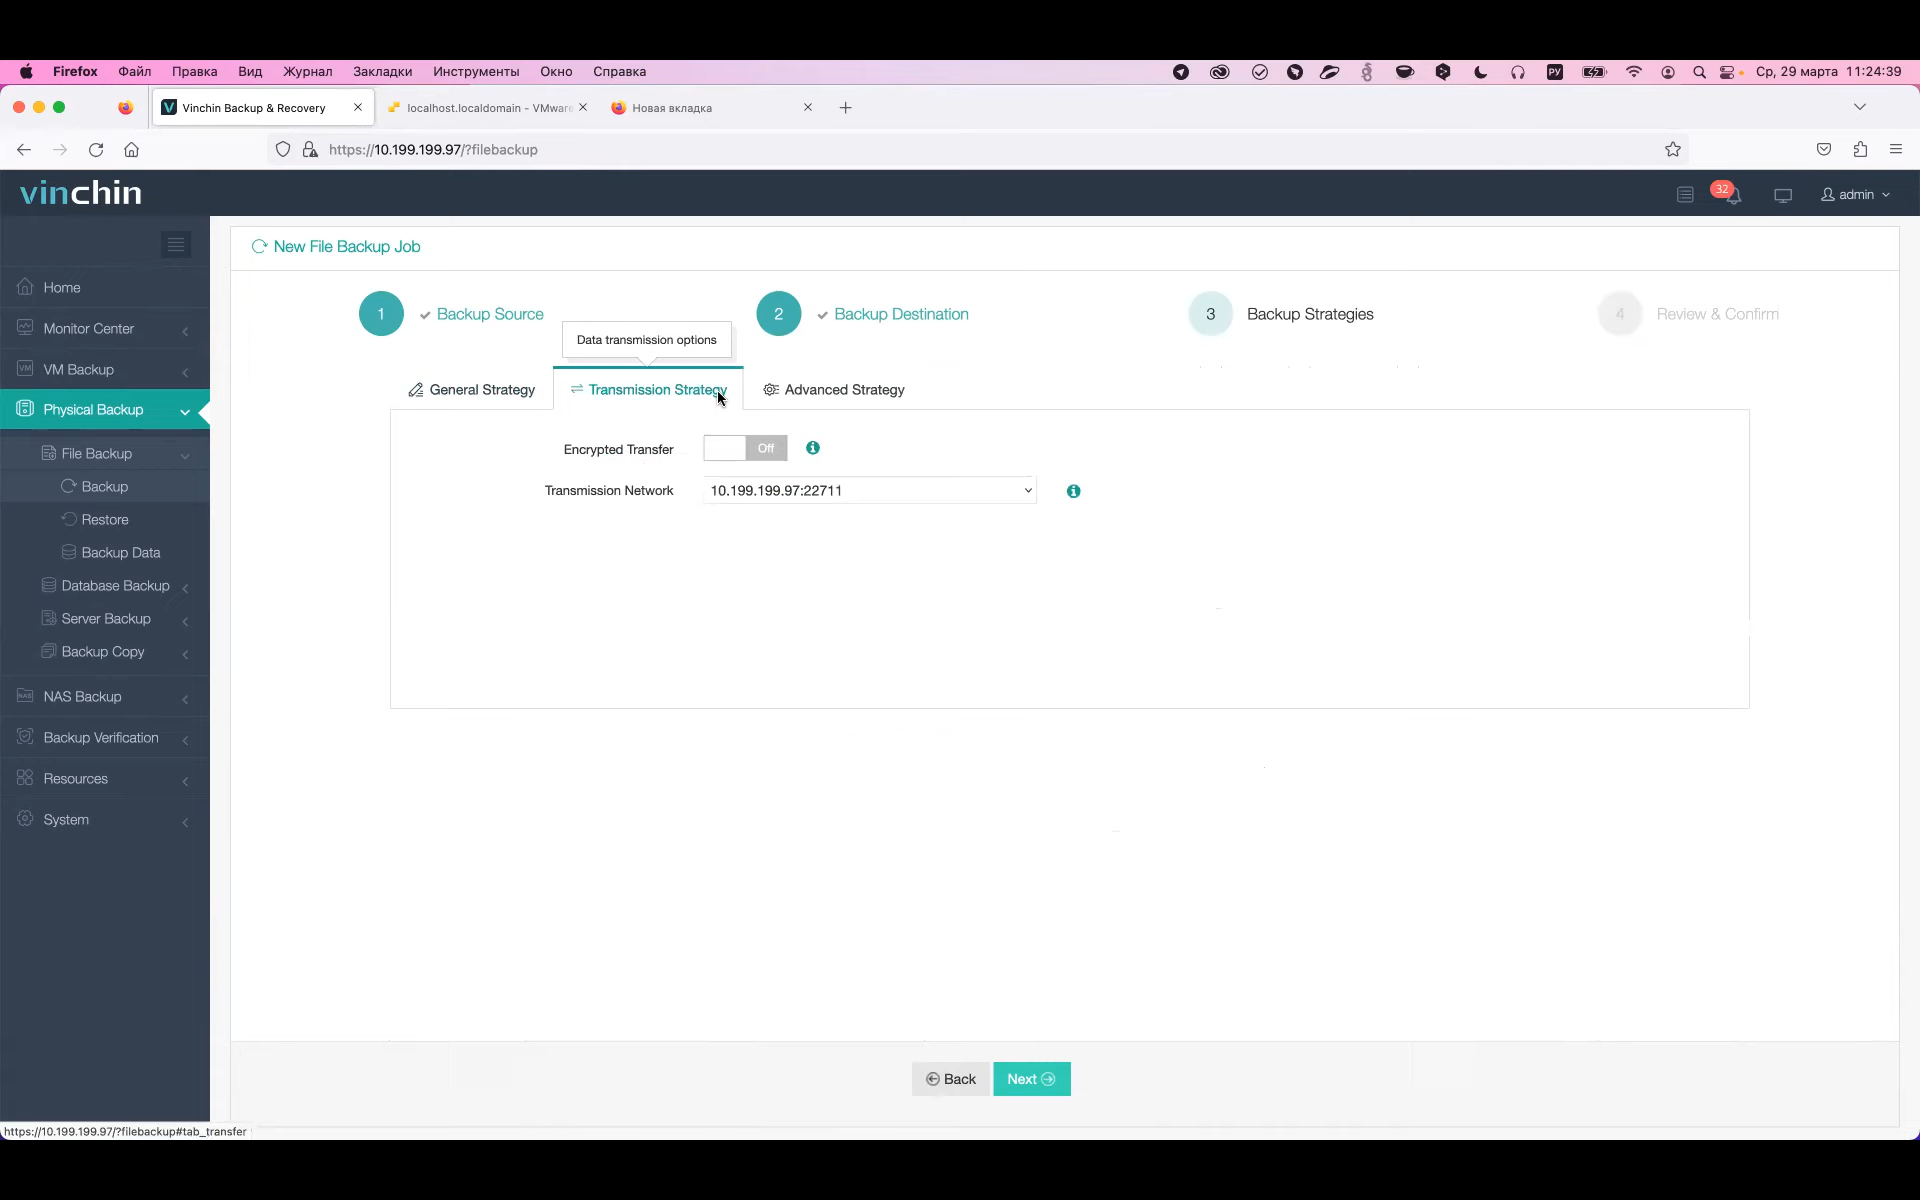 Firefox Файл Правка Вид Журнал Закладки Инструменты Окно Справка РУ Ср, 29 марта 11:24:39
Vinchin Backup & Recovery localhost.localdomain - VMware Новая вкладка
https://10.199.199.97/?filebackup
vinchin 32 admin
New File Backup Job
Home
Monitor Center
VM Backup
Physical Backup
File Backup
Backup
Restore
Backup Data
Database Backup
Server Backup
Backup Copy
NAS Backup
Backup Verification
Resources
System
1 Backup Source 2 Backup Destination 3 Backup Strategies 4 Review & Confirm
Data transmission options
General Strategy Transmission Strategy Advanced Strategy
Encrypted Transfer Off
Transmission Network 10.199.199.97:22711
Back Next
https://10.199.199.97/?filebackup#tab_transfer